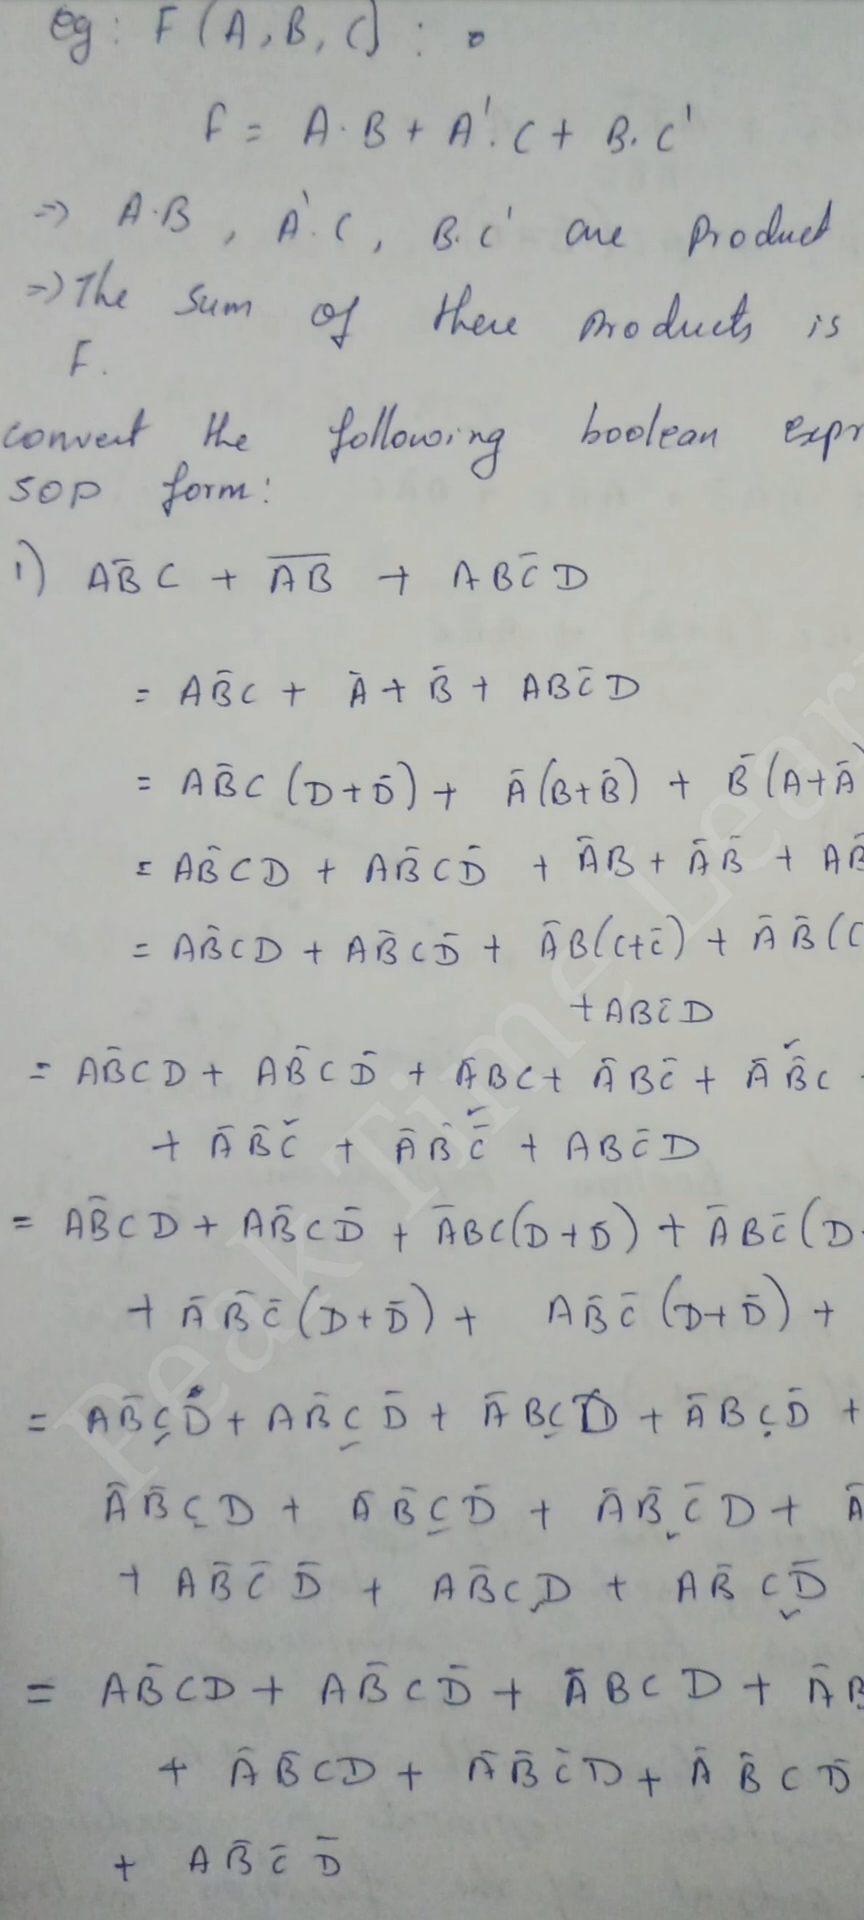 eg: F(A,B,C) :
F = A·B + A'·C + B·C'
=> A·B, A'·C, B·C' are product
=> The sum of these products is
F.
convert the following boolean expr
SOP form:
1) AB̄C + A̅B̅ + ABC̄D
= AB̄C + Ā + B̄ + ABC̄D
= AB̄C (D+D̄) + Ā(B+B̄) + B̄(A+Ā)
= AB̄CD + AB̄CD̄ + ĀB + ĀB̄ + AB̄
= AB̄CD + AB̄CD̄ + ĀB(C+C̄) + ĀB̄(C
+ABC̄D
= AB̄CD + AB̄CD̄ + ĀBC + ĀBC̄ + ĀB̄C
+ ĀB̄C̄ + ĀB̄C̄ + ABC̄D
= AB̄CD + AB̄CD̄ + ĀBC(D+D̄) + ĀBC̄(D
+ ĀB̄C̄(D+D̄) + AB̄C̄(D+D̄) +
= AB̄CD + AB̄CD̄ + ĀBCD + ĀBCD̄ +
ĀB̄CD + ĀB̄CD̄ + ĀB̄C̄D + Ā
+ AB̄C̄D̄ + AB̄CD + AB̄CD̄
= AB̄CD + AB̄CD̄ + ĀBCD + ĀB
+ ĀB̄CD + ĀB̄C̄D + ĀB̄CD̄
+ AB̄C̄D̄
Peak Time Lear